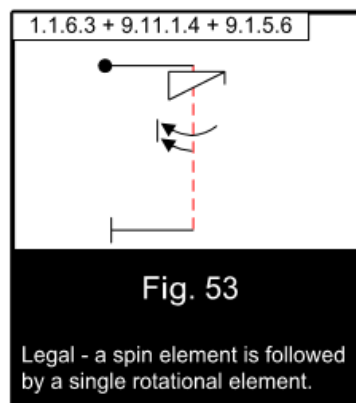 1.1.6.3 + 9.11.1.4 + 9.1.5.6
Fig. 53
Legal - a spin element is followed
by a single rotational element.